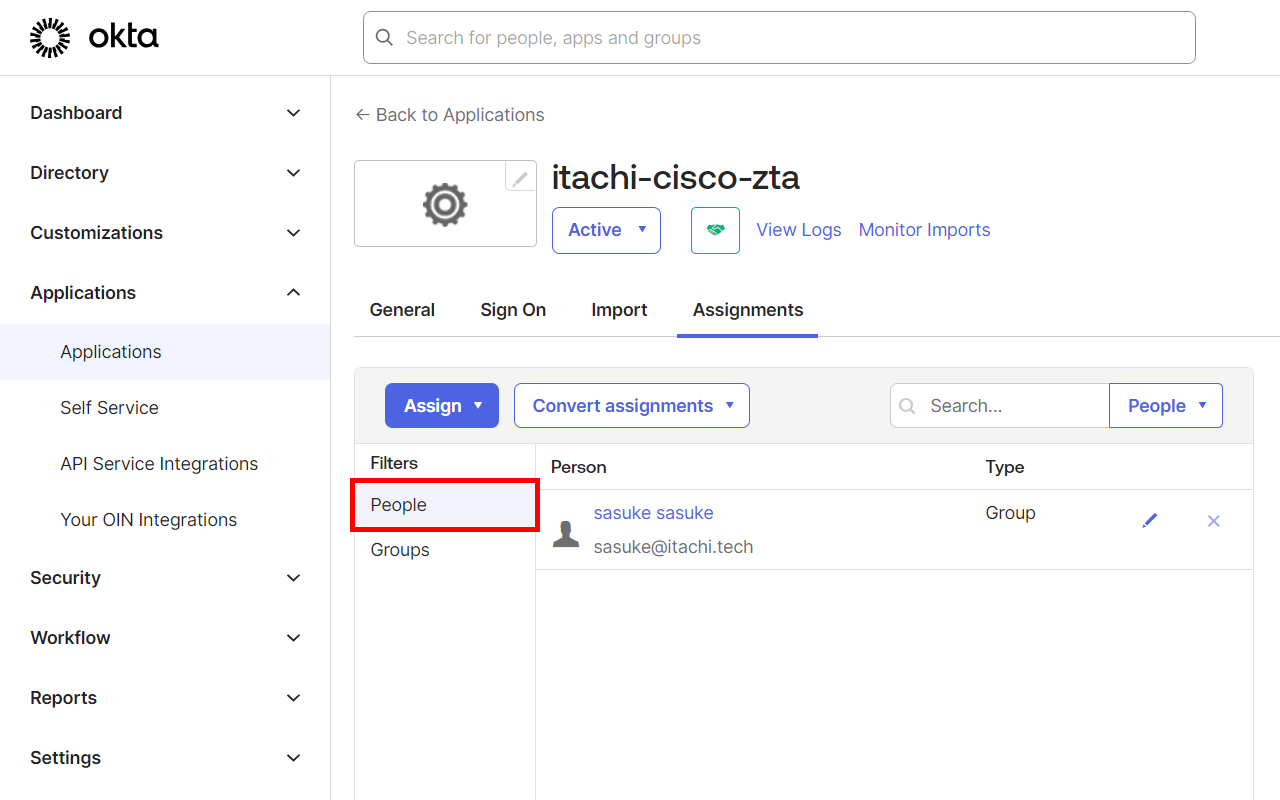 okta
Search for people, apps and groups
Dashboard
Directory
Customizations
Applications
Applications
Self Service
API Service Integrations
Your OIN Integrations
Security
Workflow
Reports
Settings
← Back to Applications
itachi-cisco-zta
Active
View Logs
Monitor Imports
General Sign On Import Assignments
Assign
Convert assignments
Search...
People
Filters
People
Groups
Person Type
sasuke sasuke Group
sasuke@itachi.tech